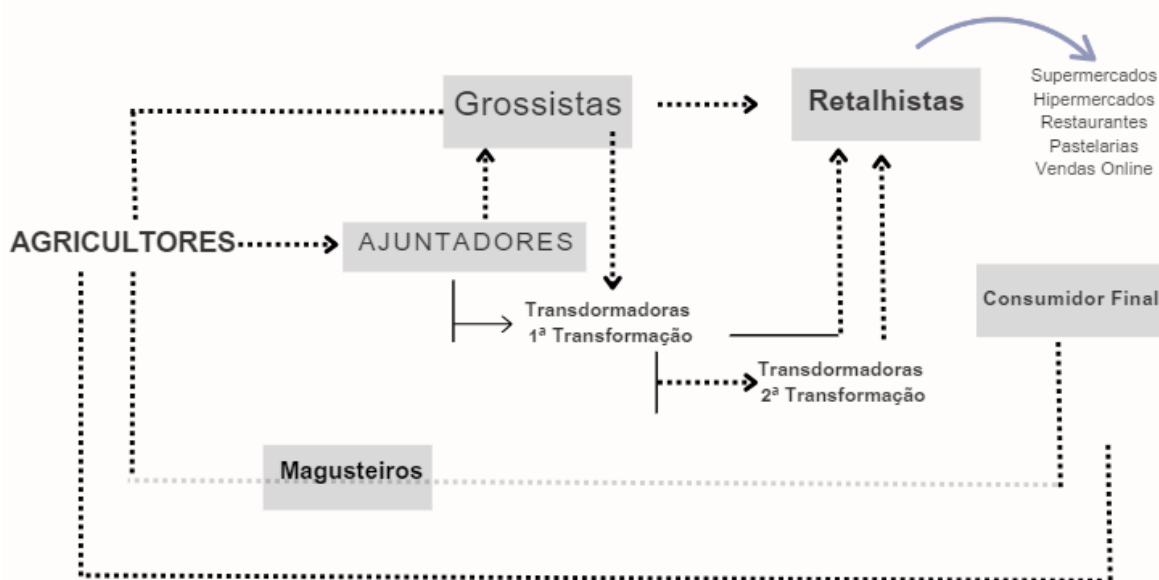 Grossistas
Retalhistas
Supermercados
Hipermercados
Restaurantes
Pastelarias
Vendas Online
AGRICULTORES
AJUNTADORES
Consumidor Final
Transdormadoras
1ª Transformação
Transdormadoras
2ª Transformação
Magusteiros